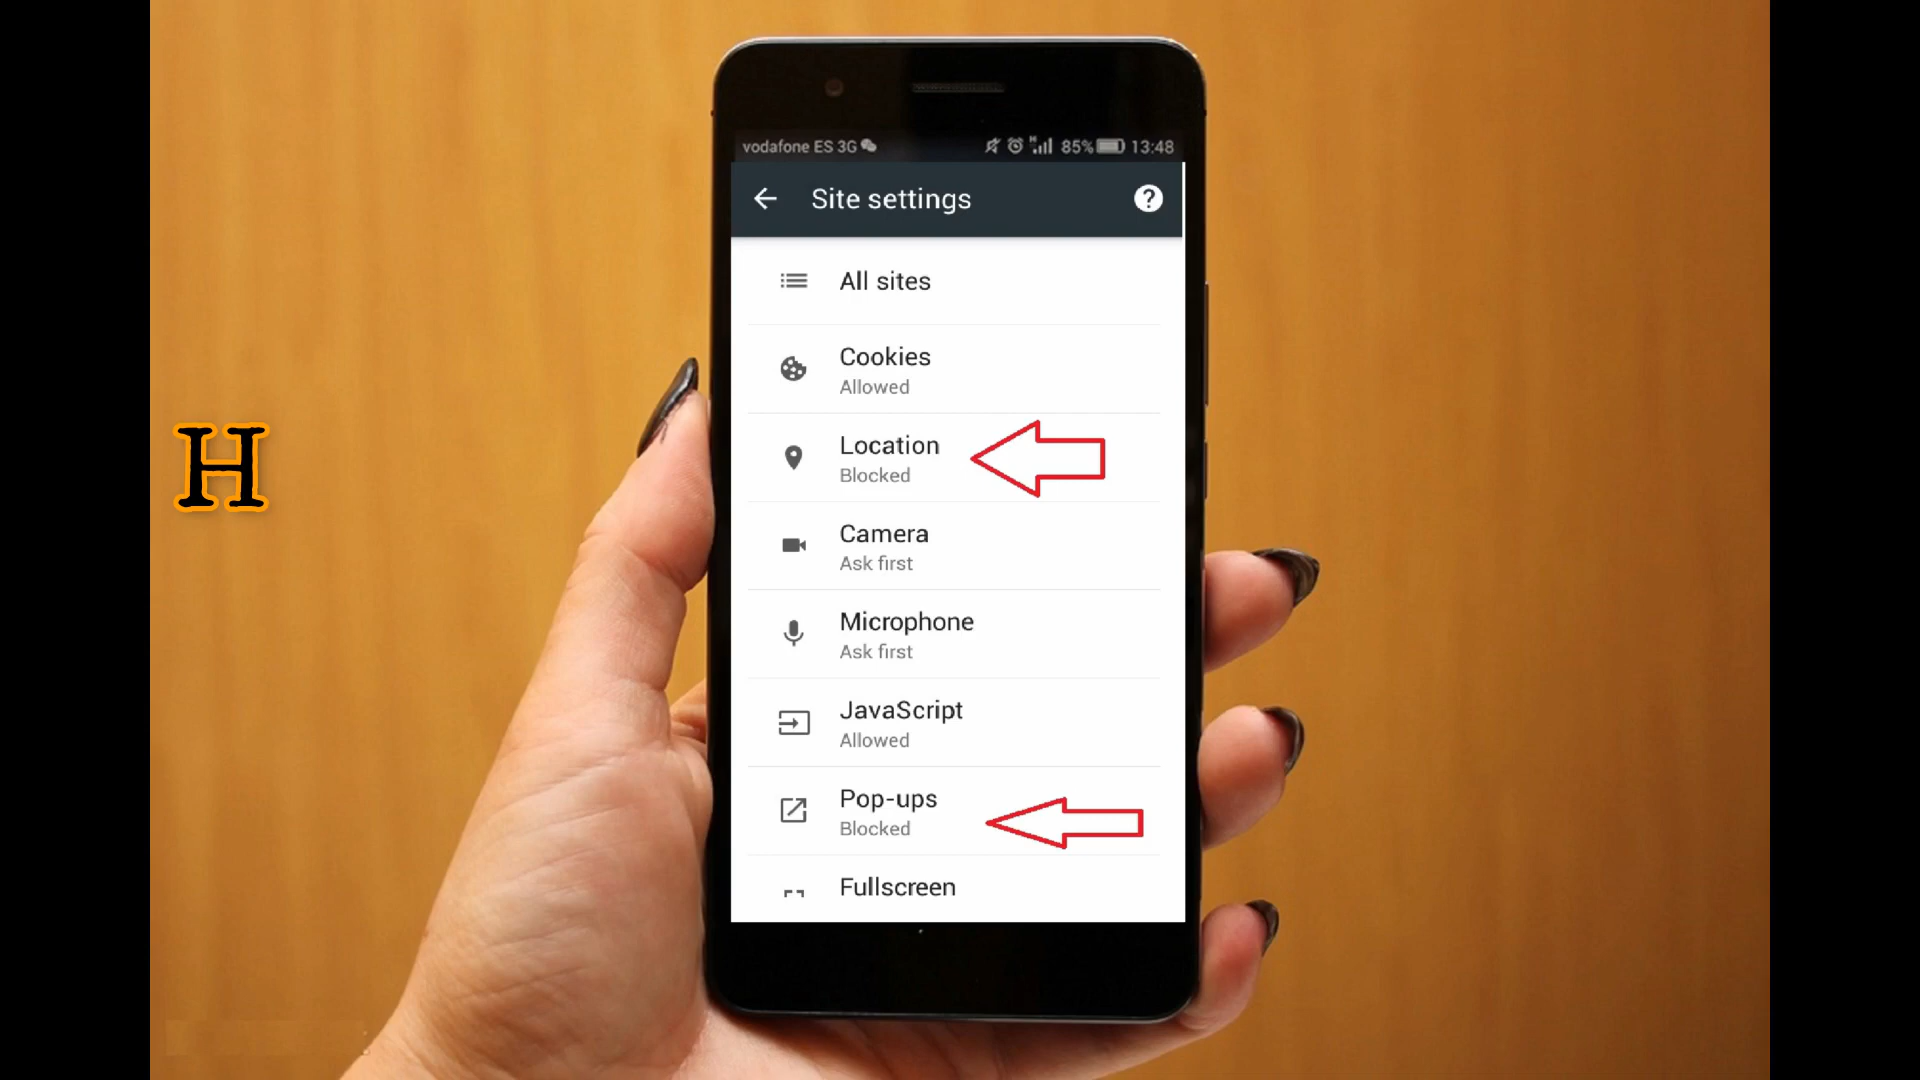 vodafone ES 3G H 85% 13:48
Site settings ?
All sites
Cookies
Allowed
Location
Blocked
H
Camera
Ask first
Microphone
Ask first
JavaScript
Allowed
Pop-ups
Blocked
Fullscreen